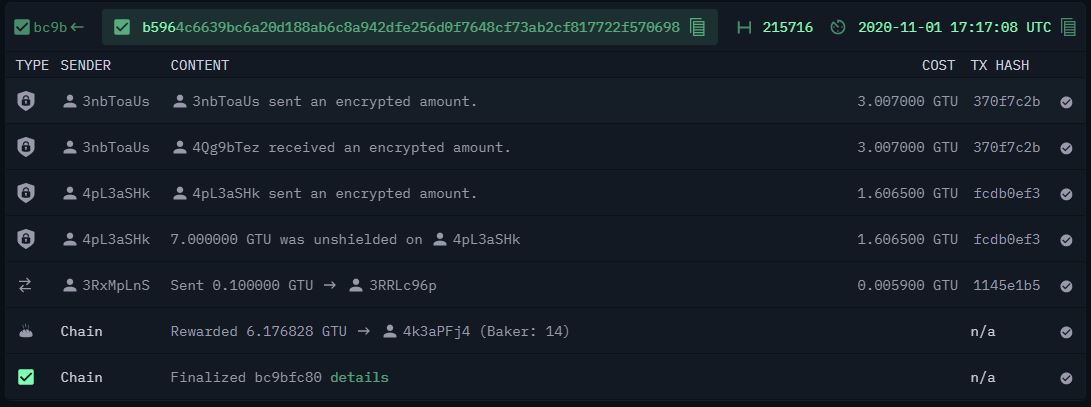 bc9b← b5964c6639bc6a20d188ab6c8a942dfe256d0f7648cf73ab2cf817722f570698 215716 2020-11-01 17:17:08 UTC
TYPE SENDER CONTENT COST TX HASH
3nbToaUs 3nbToaUs sent an encrypted amount. 3.007000 GTU 370f7c2b
3nbToaUs 4Qg9bTez received an encrypted amount. 3.007000 GTU 370f7c2b
4pL3aSHk 4pL3aSHk sent an encrypted amount. 1.606500 GTU fcdb0ef3
4pL3aSHk 7.000000 GTU was unshielded on 4pL3aSHk 1.606500 GTU fcdb0ef3
3RxMpLnS Sent 0.100000 GTU → 3RRLc96p 0.005900 GTU 1145e1b5
Chain Rewarded 6.176828 GTU → 4k3aPFj4 (Baker: 14) n/a
Chain Finalized bc9bfc80 details n/a